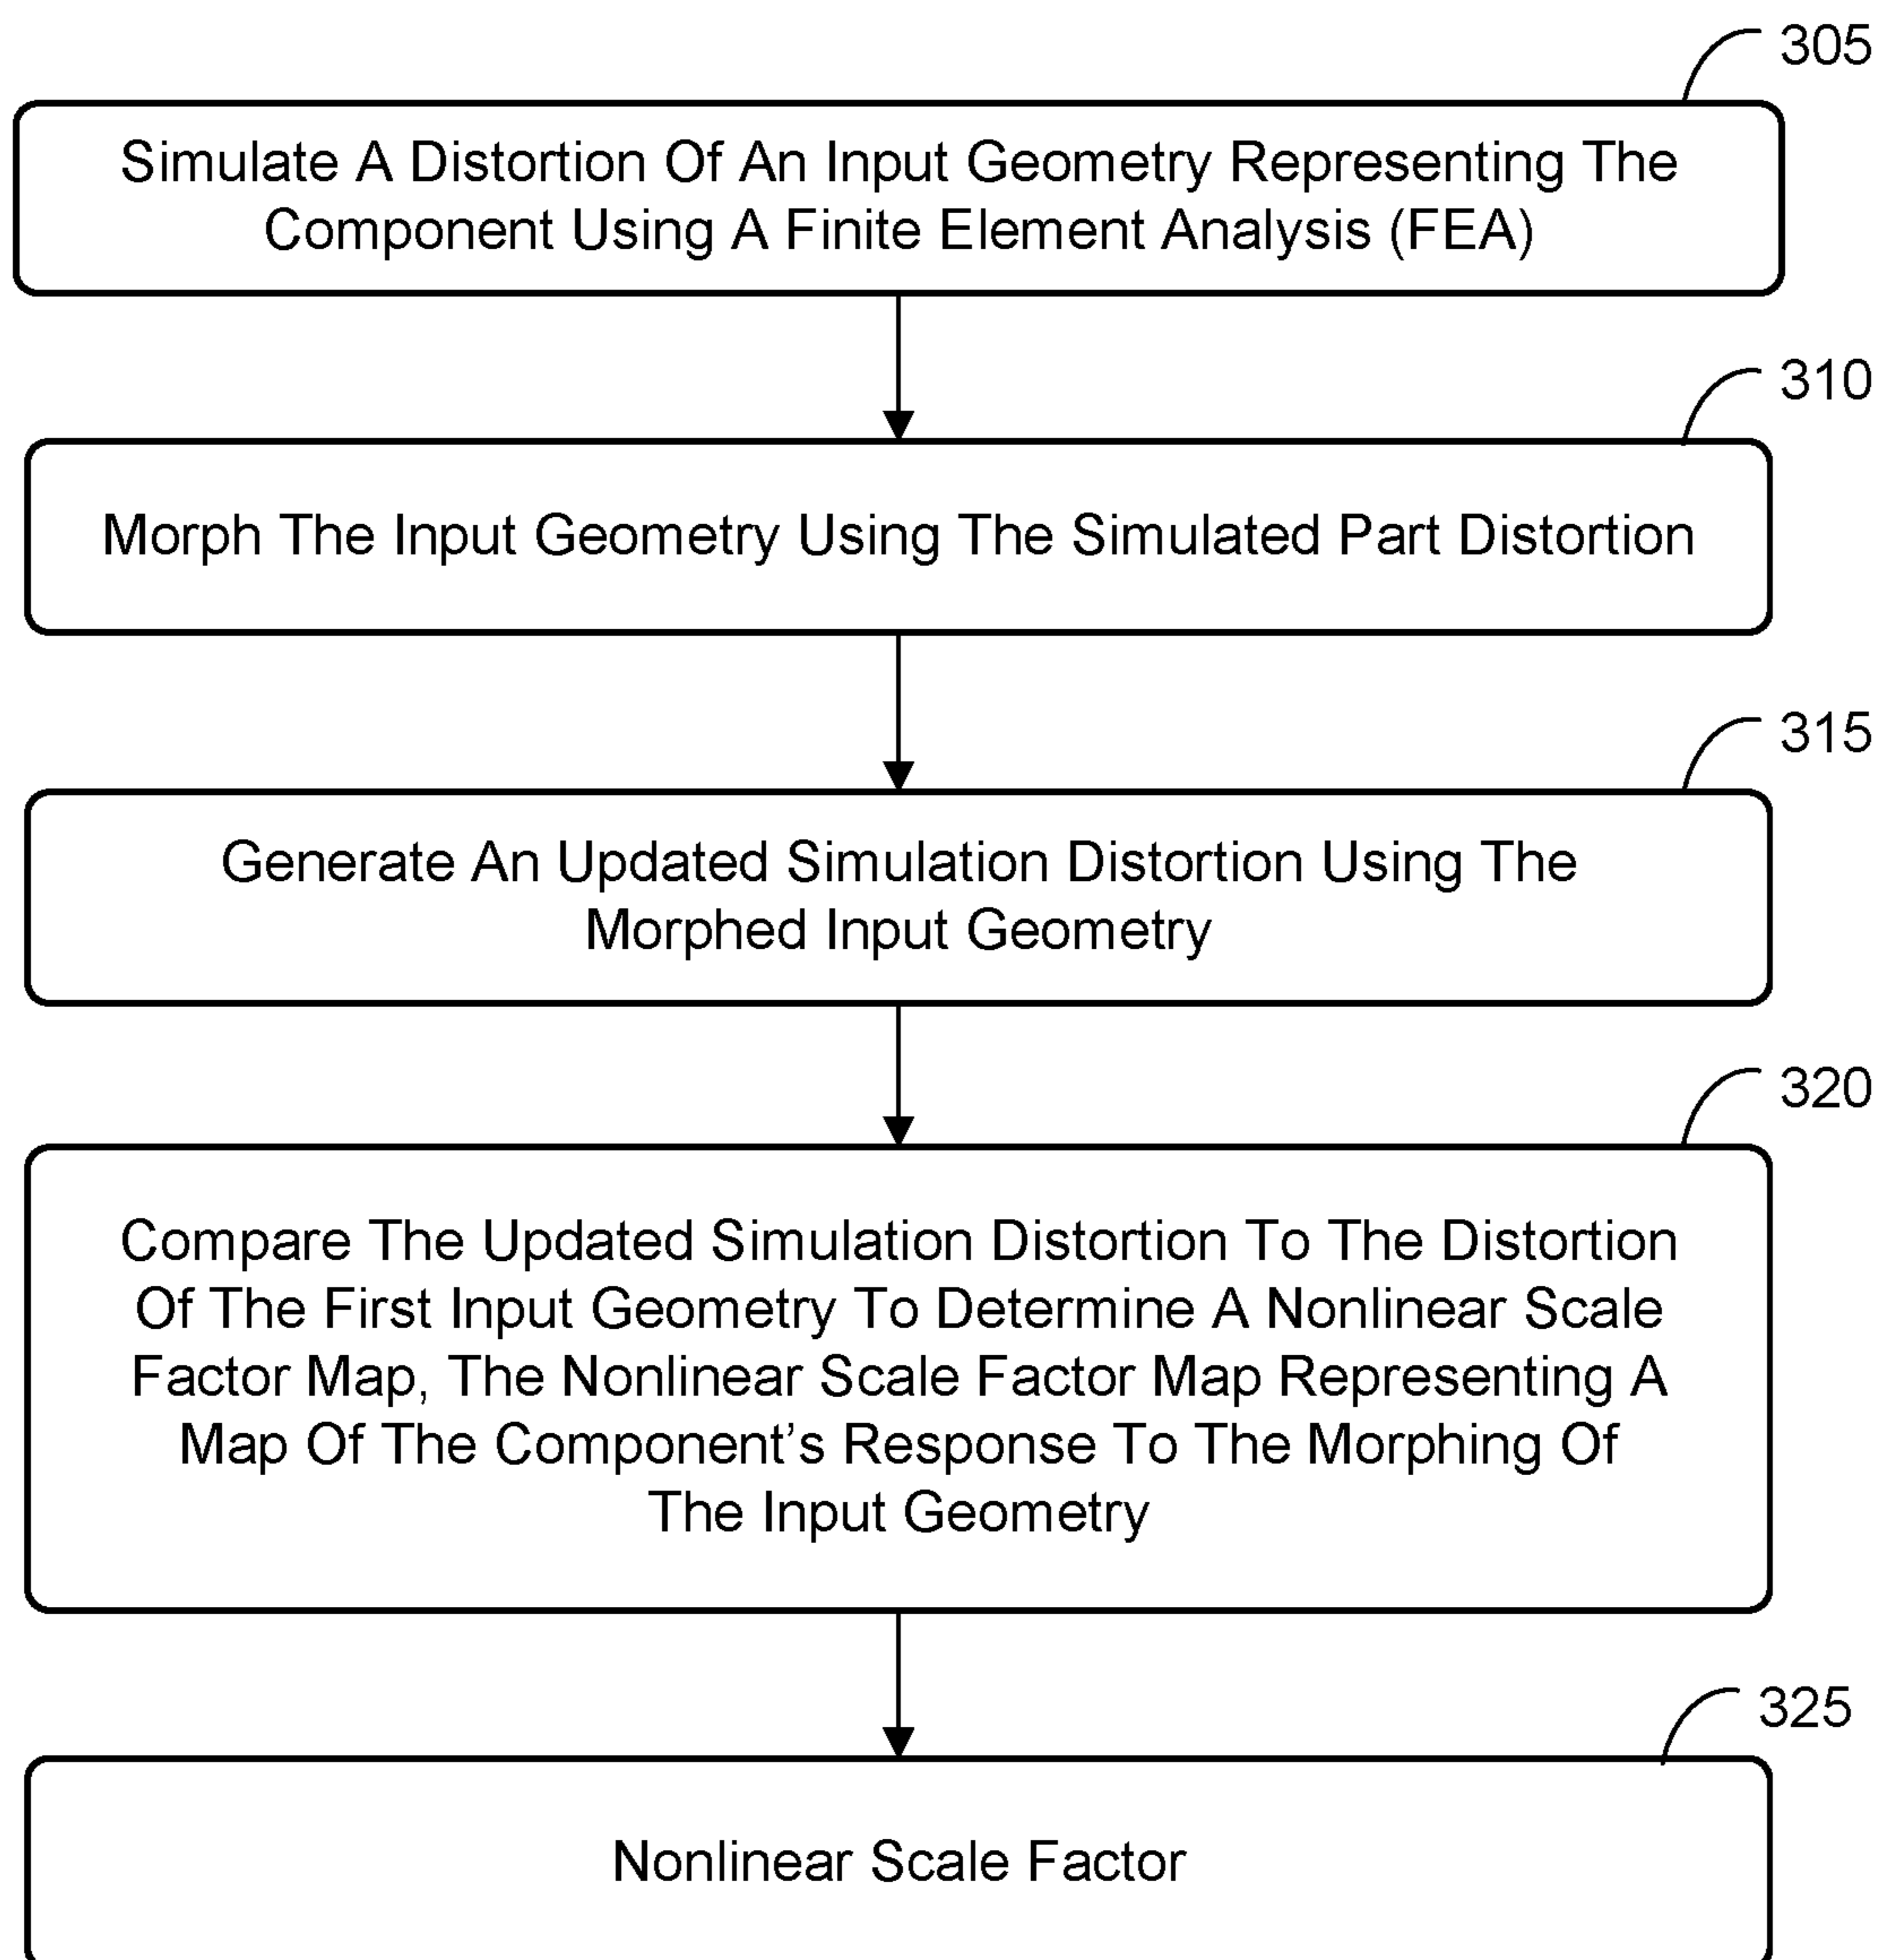 305
Simulate A Distortion Of An Input Geometry Representing The
Component Using A Finite Element Analysis (FEA)
310
Morph The Input Geometry Using The Simulated Part Distortion
315
Generate An Updated Simulation Distortion Using The
Morphed Input Geometry
320
Compare The Updated Simulation Distortion To The Distortion
Of The First Input Geometry To Determine A Nonlinear Scale
Factor Map, The Nonlinear Scale Factor Map Representing A
Map Of The Component’s Response To The Morphing Of
The Input Geometry
325
Nonlinear Scale Factor